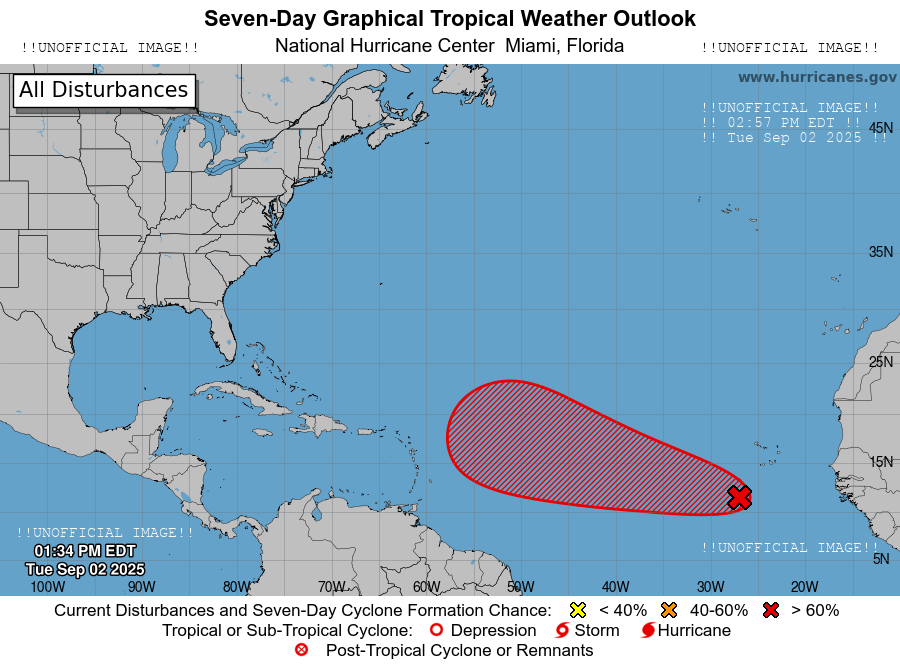 Seven-Day Graphical Tropical Weather Outlook
!!UNOFFICIAL IMAGE!! National Hurricane Center Miami, Florida !!UNOFFICIAL IMAGE!!
All Disturbances
www.hurricanes.gov
!!UNOFFICIAL IMAGE!!
!! 02:57 PM EDT !!
!! Tue Sep 02 2025 !!
45N
35N
25N
15N
!!UNOFFICIAL IMAGE!!
01:34 PM EDT
Tue Sep 02 2025
!!UNOFFICIAL IMAGE!!
5N
100W 90W 80W 70W 60W 50W 40W 30W 20W
Current Disturbances and Seven-Day Cyclone Formation Chance: < 40% 40-60% > 60%
Tropical or Sub-Tropical Cyclone: Depression Storm Hurricane
Post-Tropical Cyclone or Remnants